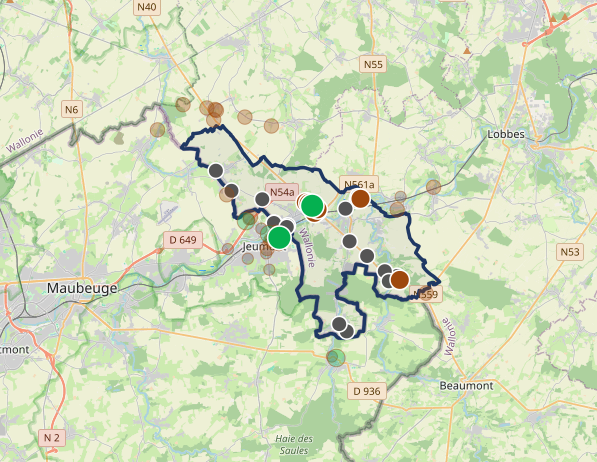 N40
N55
N6
Wallonie
Lobbes
N54a
N561a
D 649
Jeum
Wallonie
N53
Maubeuge
N559
Wallonie
tmont
Beaumont
D 936
N 2
Haie des
Saules